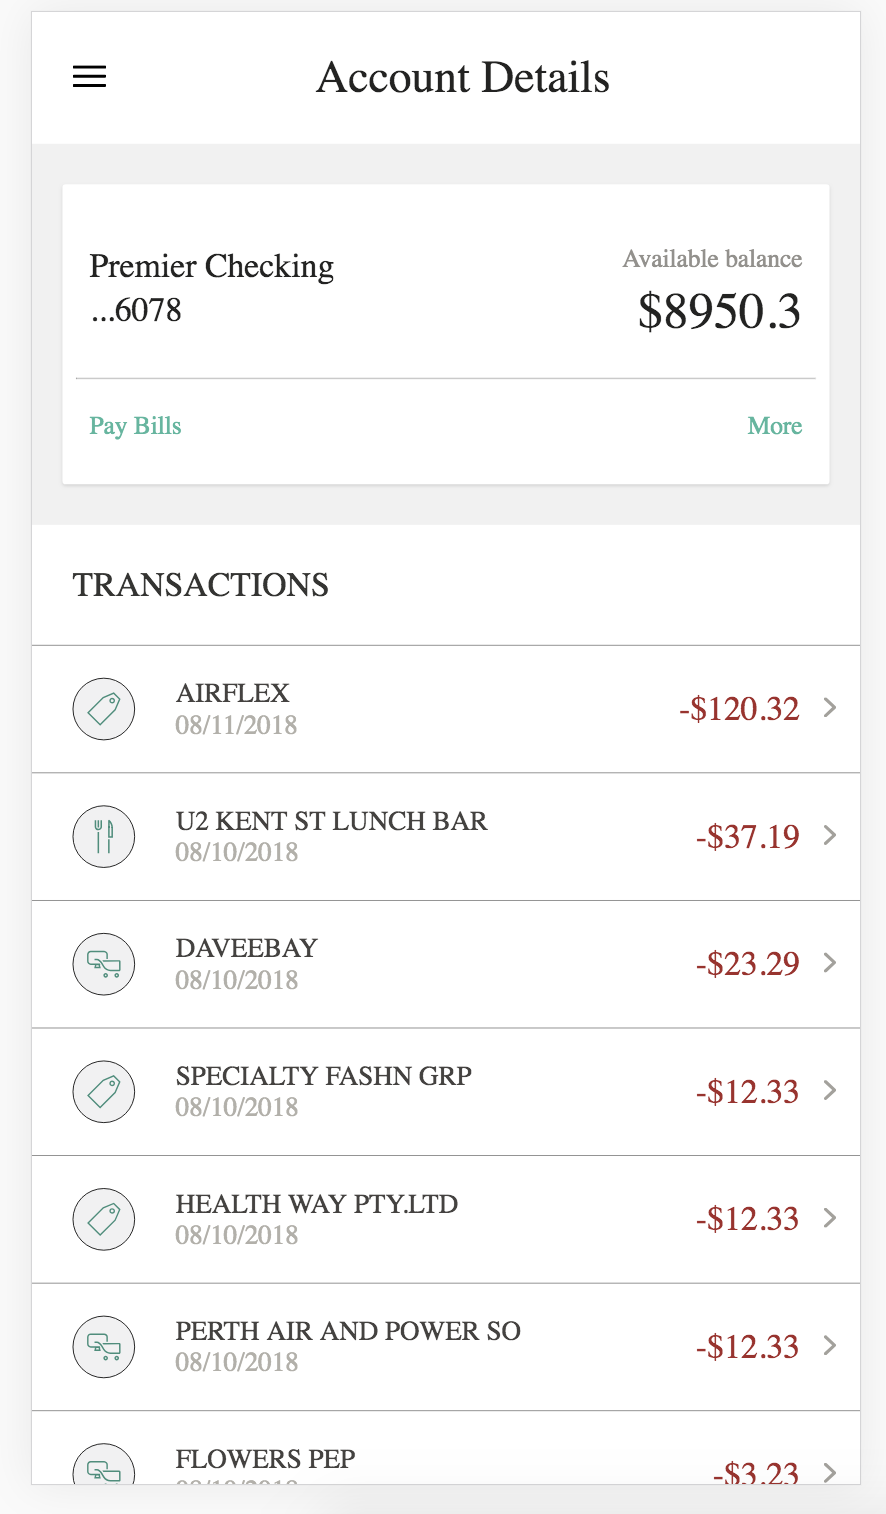 Account Details
Premier Checking
...6078
Available balance
$8950.3
Pay Bills
More
TRANSACTIONS
AIRFLEX
08/11/2018
-$120.32
U2 KENT ST LUNCH BAR
08/10/2018
-$37.19
DAVEEBAY
08/10/2018
-$23.29
SPECIALTY FASHN GRP
08/10/2018
-$12.33
HEALTH WAY PTY.LTD
08/10/2018
-$12.33
PERTH AIR AND POWER SO
08/10/2018
-$12.33
FLOWERS PEP
-$3.23